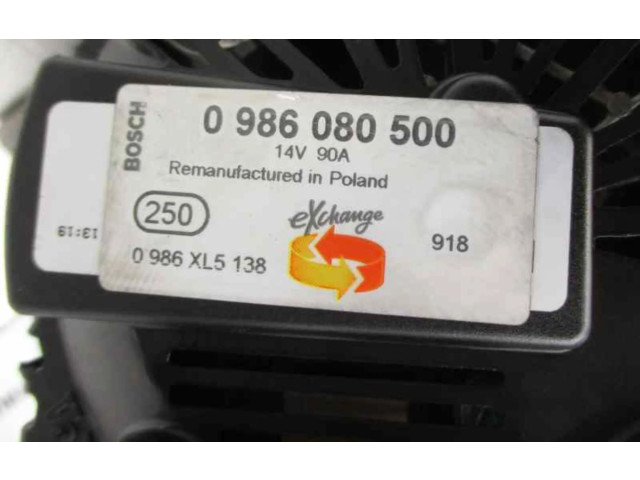 BOSCH
0 986 080 500
14V 90A
Remanufactured in Poland
250
eXchange
0 986 XL5 138
918
13:19